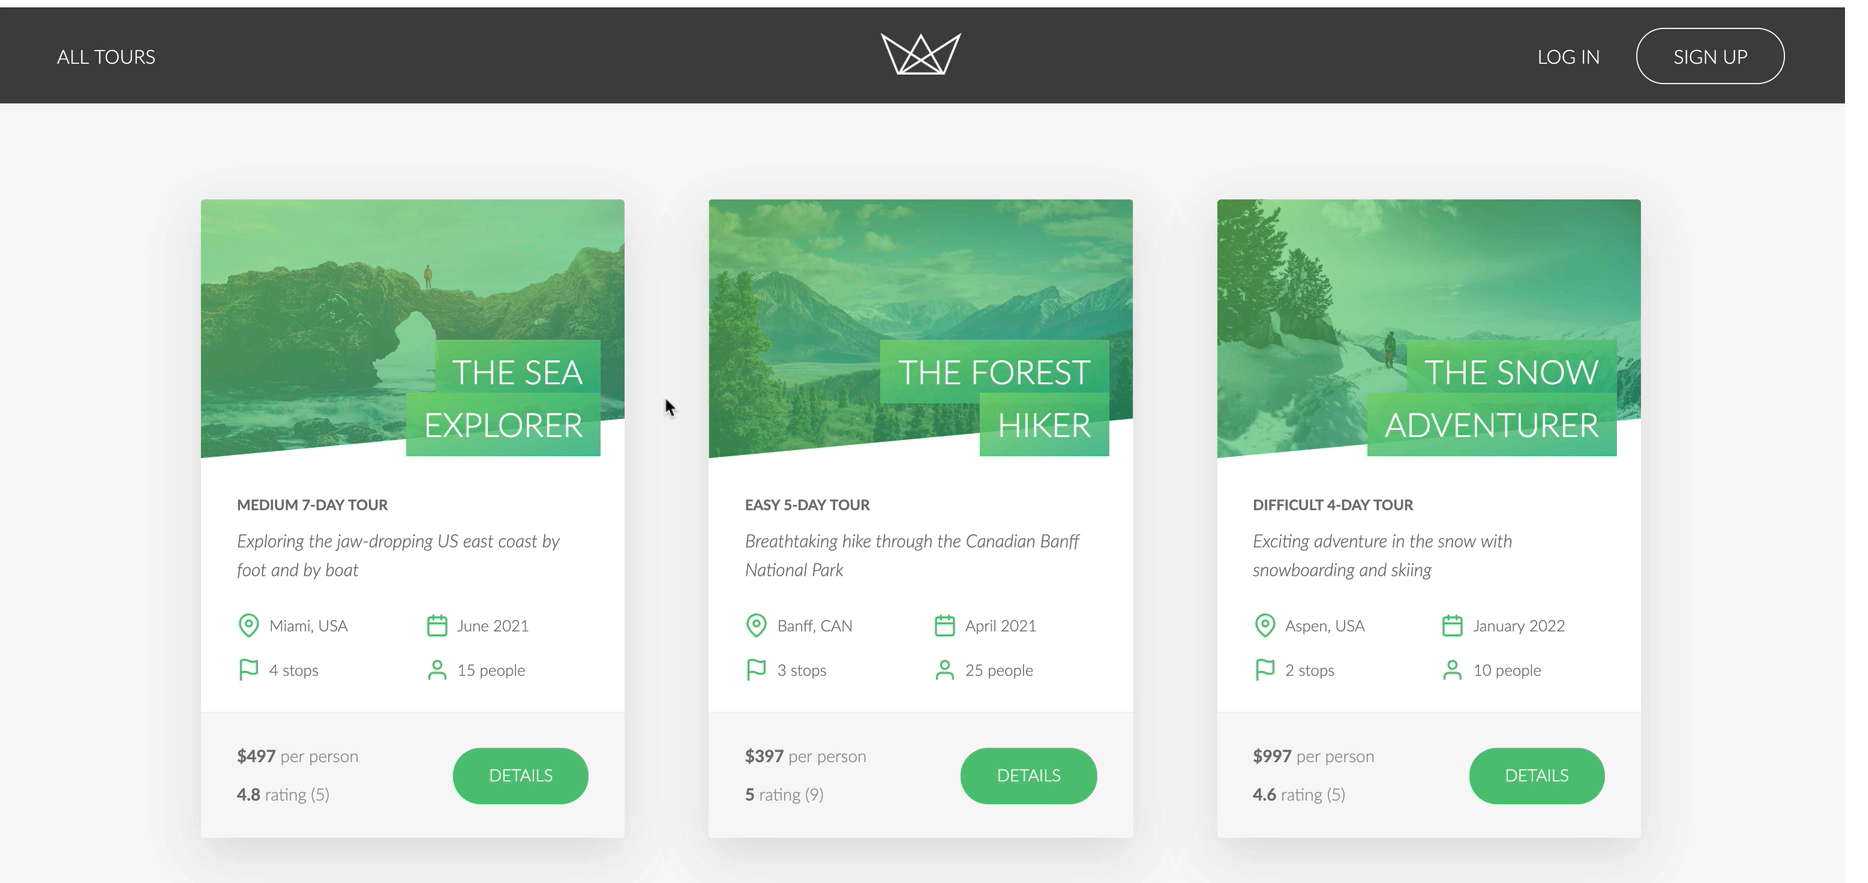 ALL TOURS
LOG IN
SIGN UP
THE SEA
EXPLORER
MEDIUM 7-DAY TOUR
Exploring the jaw-dropping US east coast by
foot and by boat
Miami, USA
June 2021
4 stops
15 people
$497 per person
4.8 rating (5)
DETAILS
THE FOREST
HIKER
EASY 5-DAY TOUR
Breathtaking hike through the Canadian Banff
National Park
Banff, CAN
April 2021
3 stops
25 people
$397 per person
5 rating (9)
DETAILS
THE SNOW
ADVENTURER
DIFFICULT 4-DAY TOUR
Exciting adventure in the snow with
snowboarding and skiing
Aspen, USA
January 2022
2 stops
10 people
$997 per person
4.6 rating (5)
DETAILS